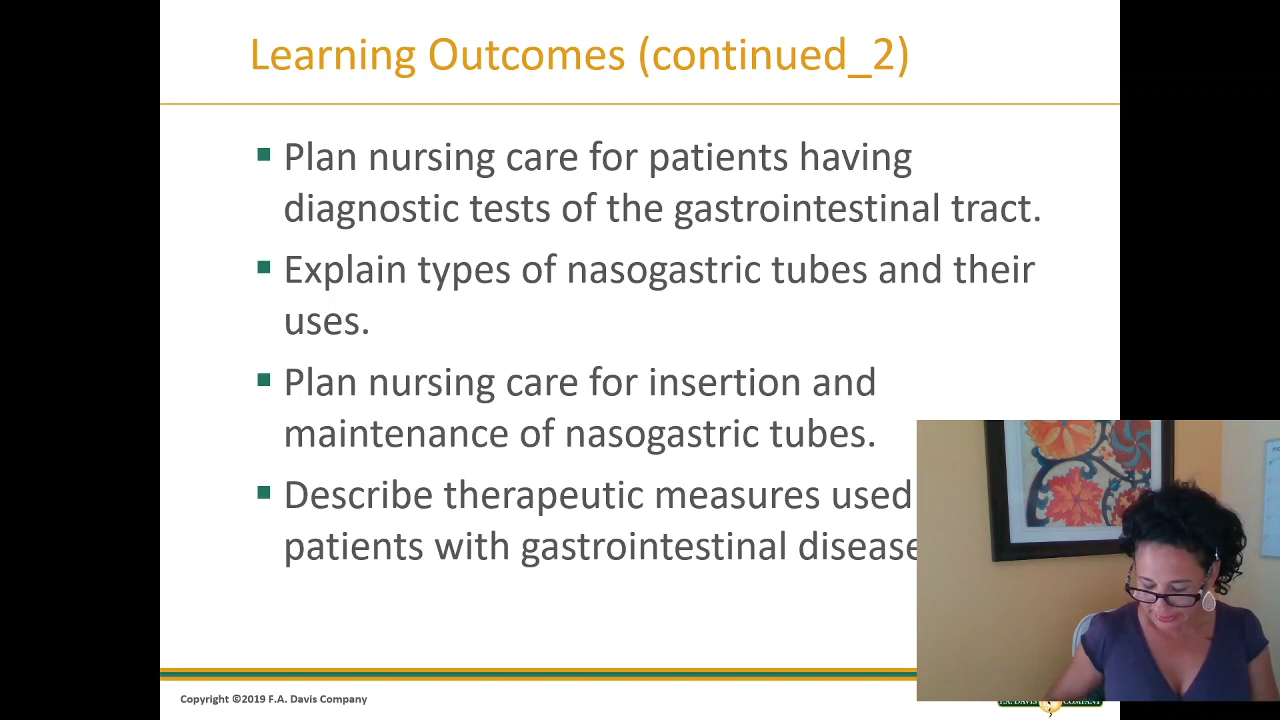 Learning Outcomes (continued_2)
Plan nursing care for patients having
diagnostic tests of the gastrointestinal tract.
Explain types of nasogastric tubes and their
uses.
Plan nursing care for insertion and
maintenance of nasogastric tubes.
Describe therapeutic measures used
patients with gastrointestinal disease
Copyright ©2019 F.A. Davis Company